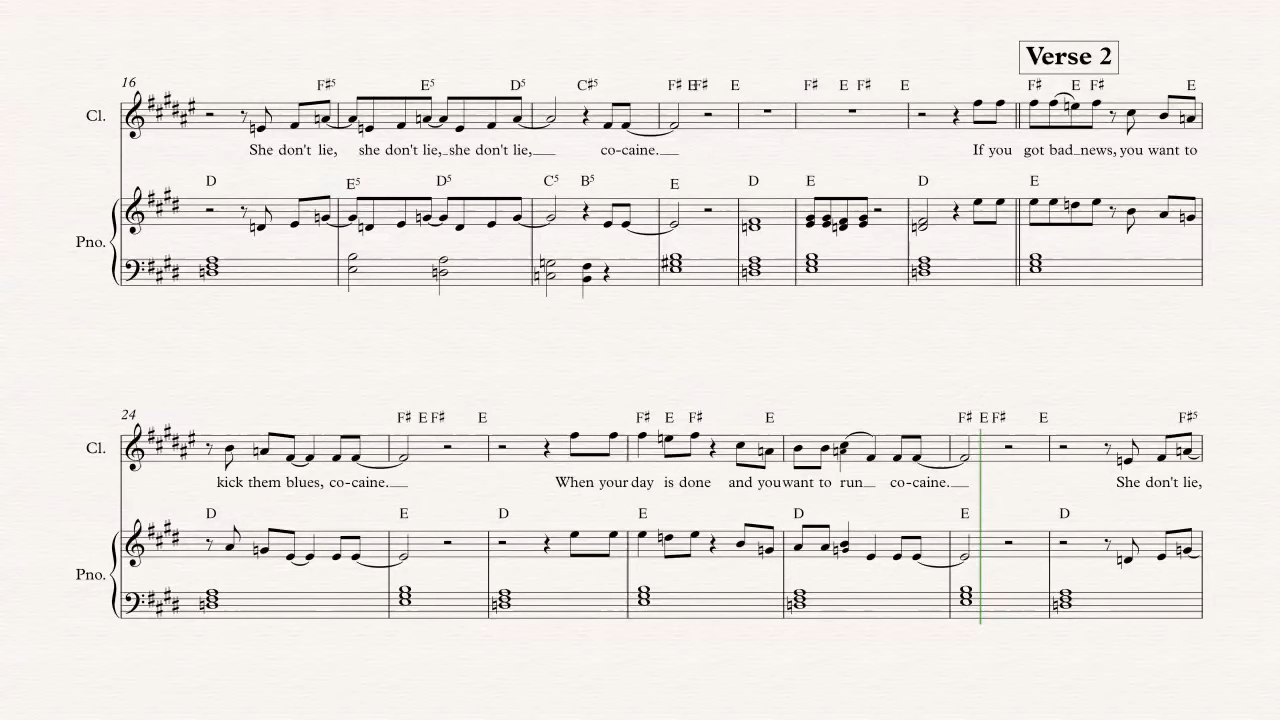 Verse 2
16 F♯5 E5 D5 C♯5 F♯ E F♯ E F♯ E F♯ E F♯ E F♯ E
Cl.
She don't lie, she don't lie, she don't lie, co-caine. If you got bad news, you want to
D E5 D5 C5 B5 E D E D E
Pno.
24 F♯ E F♯ E F♯ E F♯ E F♯ E F♯ E F♯5
Cl.
kick them blues, co-caine. When your day is done and you want to run co-caine. She don't lie,
D E D E D E D
Pno.